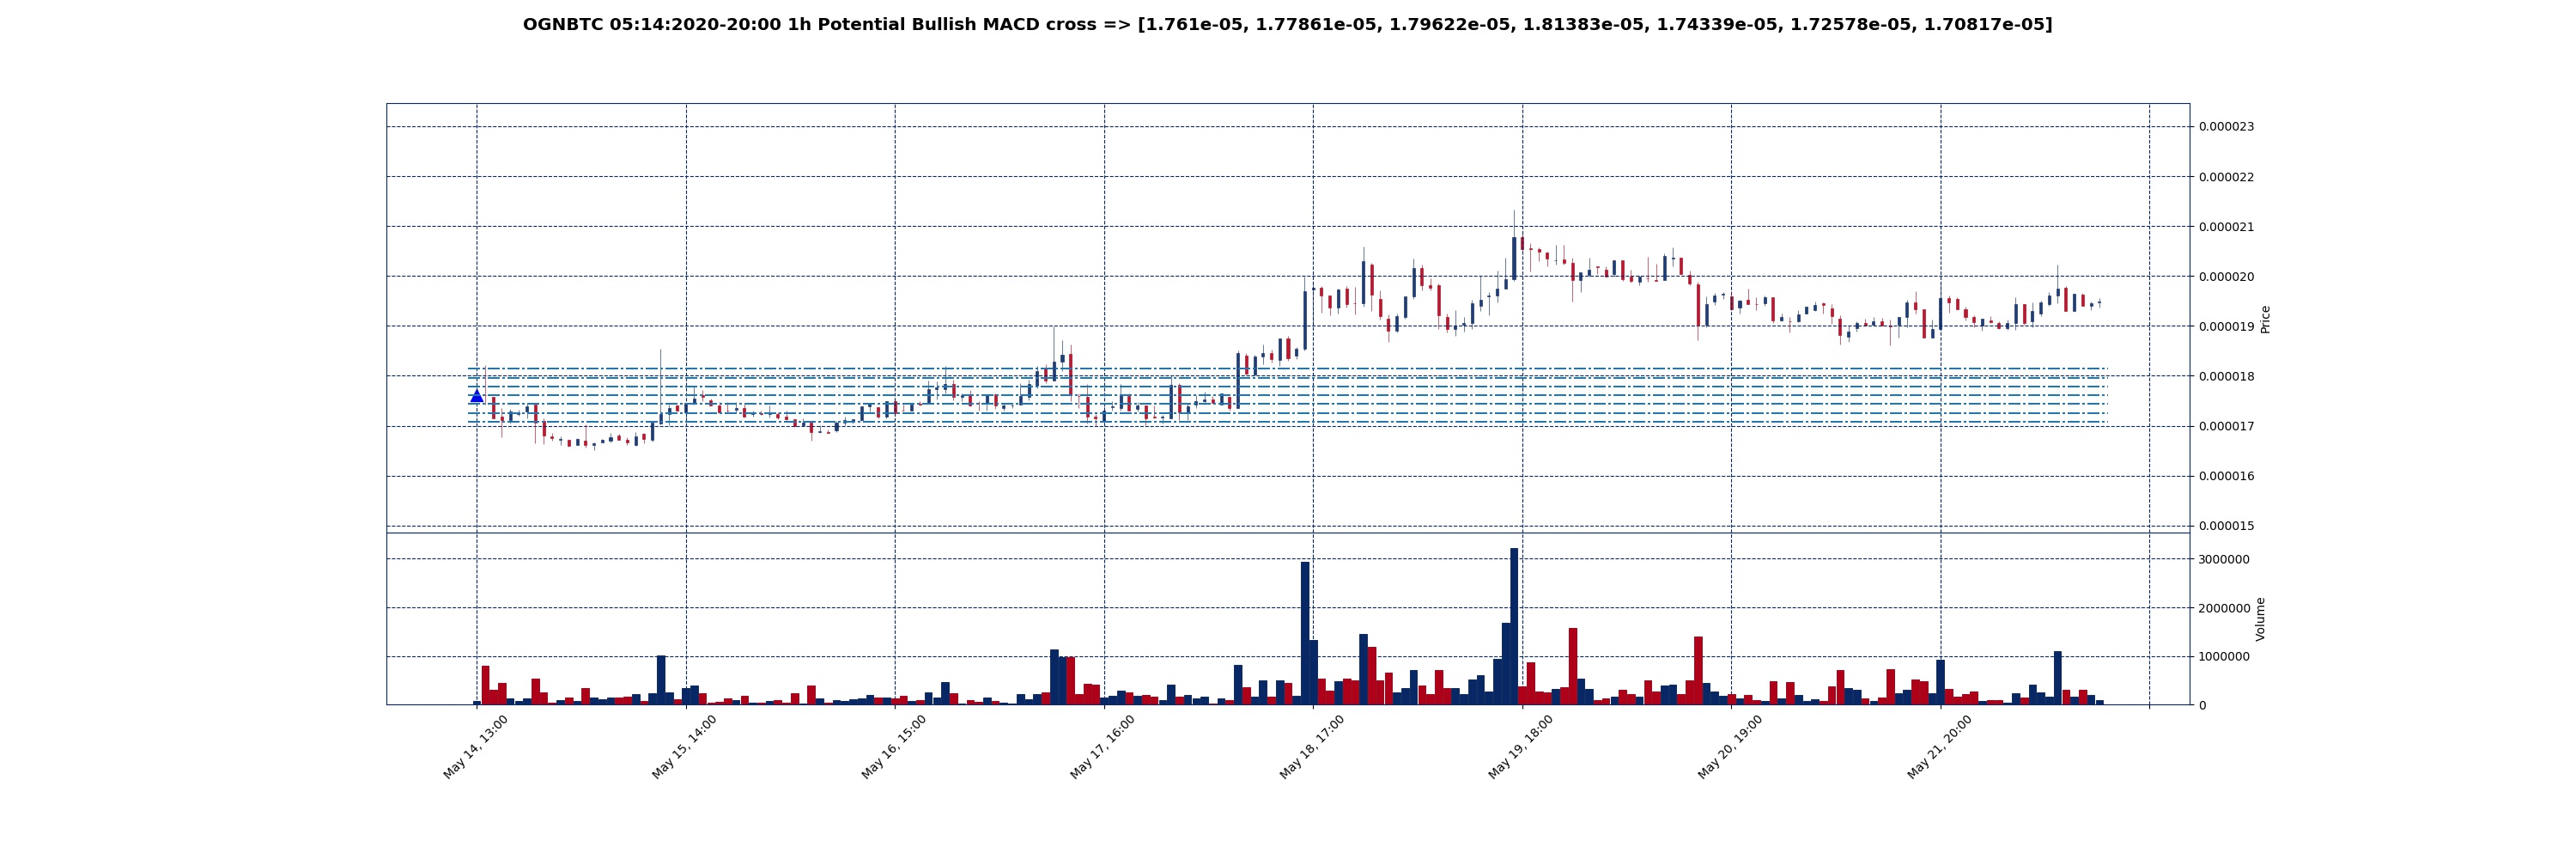 OGNBTC 05:14:2020-20:00 1h Potential Bullish MACD cross => [1.761e-05, 1.77861e-05, 1.79622e-05, 1.81383e-05, 1.74339e-05, 1.72578e-05, 1.70817e-05]
0.000023
0.000022
0.000021
0.000020
0.000019
0.000018
0.000017
0.000016
0.000015
Price
3000000
2000000
1000000
0
Volume
May 14, 13:00
May 15, 14:00
May 16, 15:00
May 17, 16:00
May 18, 17:00
May 19, 18:00
May 20, 19:00
May 21, 20:00